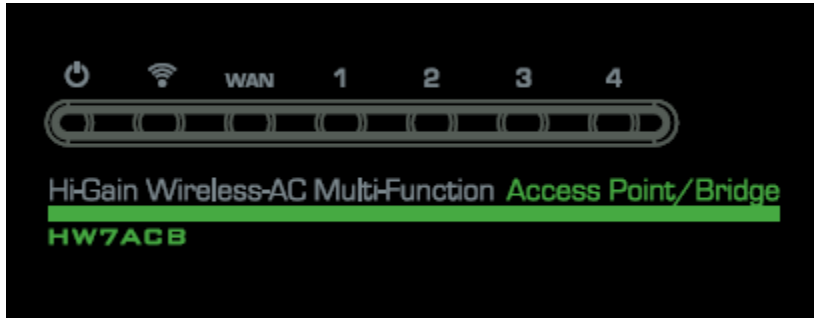 WAN 1 2 3 4
Hi-Gain Wireless-AC Multi-Function Access Point/Bridge
HW7ACB